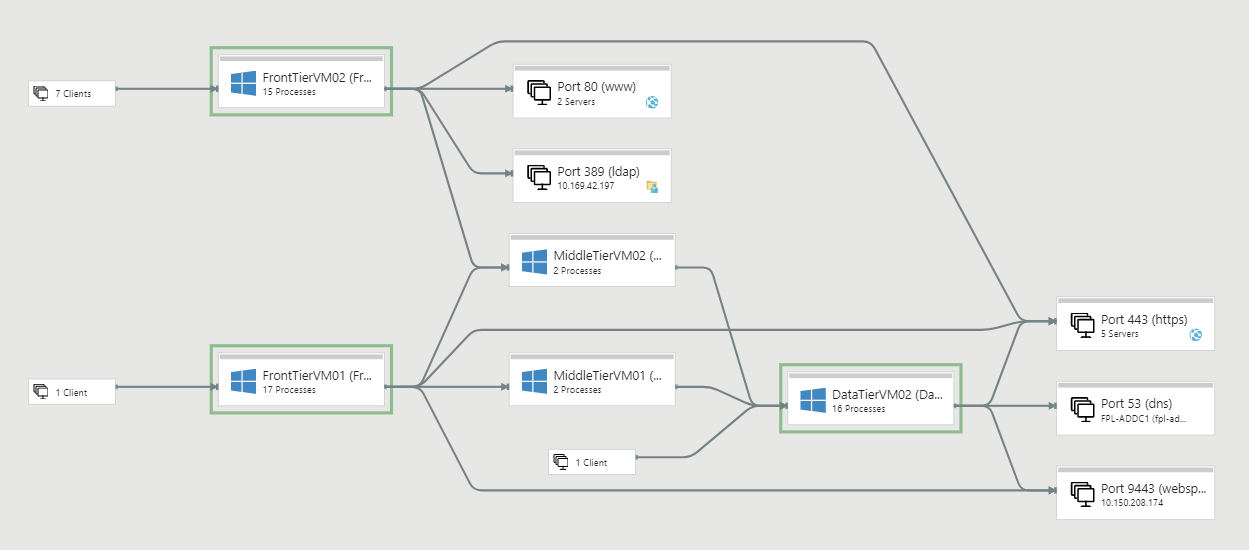 FrontTierVM02 (Fr...
15 Processes
7 Clients
Port 80 (www)
2 Servers
Port 389 (ldap)
10.169.42.197
MiddleTierVM02 (...
2 Processes
Port 443 (https)
5 Servers
FrontTierVM01 (Fr...
17 Processes
1 Client
MiddleTierVM01 (...
2 Processes
DataTierVM02 (Da...
16 Processes
Port 53 (dns)
FPL-ADDC1 (fpl-ad...
1 Client
Port 9443 (websp...
10.150.208.174